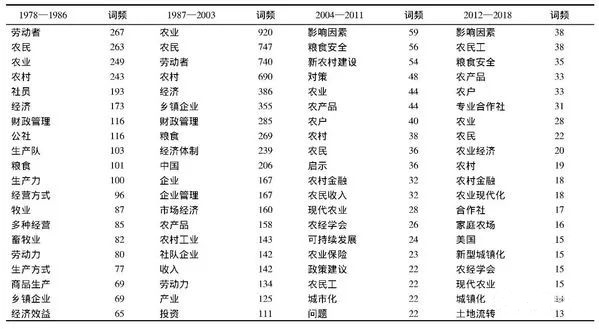 1978—1986 词频 1987—2003 词频 2004—2011 词频 2012—2018 词频
劳动者 267 农业 920 影响因素 59 影响因素 38
农民 263 农民 747 粮食安全 56 农民工 38
农业 249 劳动者 740 新农村建设 54 粮食安全 35
农村 243 农村 690 对策 48 农产品 33
社员 193 经济 386 农业 44 农户 33
经济 173 乡镇企业 355 农产品 44 专业合作社 31
财政管理 116 财政管理 285 农户 40 农业 28
公社 116 粮食 269 农村 38 农民 22
生产队 103 经济体制 239 农民 36 农业经济 20
粮食 101 中国 206 启示 36 农村 19
生产力 100 企业 167 农村金融 32 农村金融 18
经营方式 96 企业管理 167 农民收入 32 农业现代化 18
牧业 87 市场经济 160 现代农业 28 合作社 17
多种经营 85 农产品 158 农经学会 26 家庭农场 16
畜牧业 82 农村工业 143 可持续发展 24 美国 15
劳动力 80 社队企业 142 农业保险 23 新型城镇化 15
生产方式 77 收入 142 政策建议 22 农经学会 15
商品生产 69 劳动力 134 农民工 22 现代农业 15
乡镇企业 69 产业 125 城市化 22 城镇化
经济效益 65 投资 111 问题 22 土地流转 13